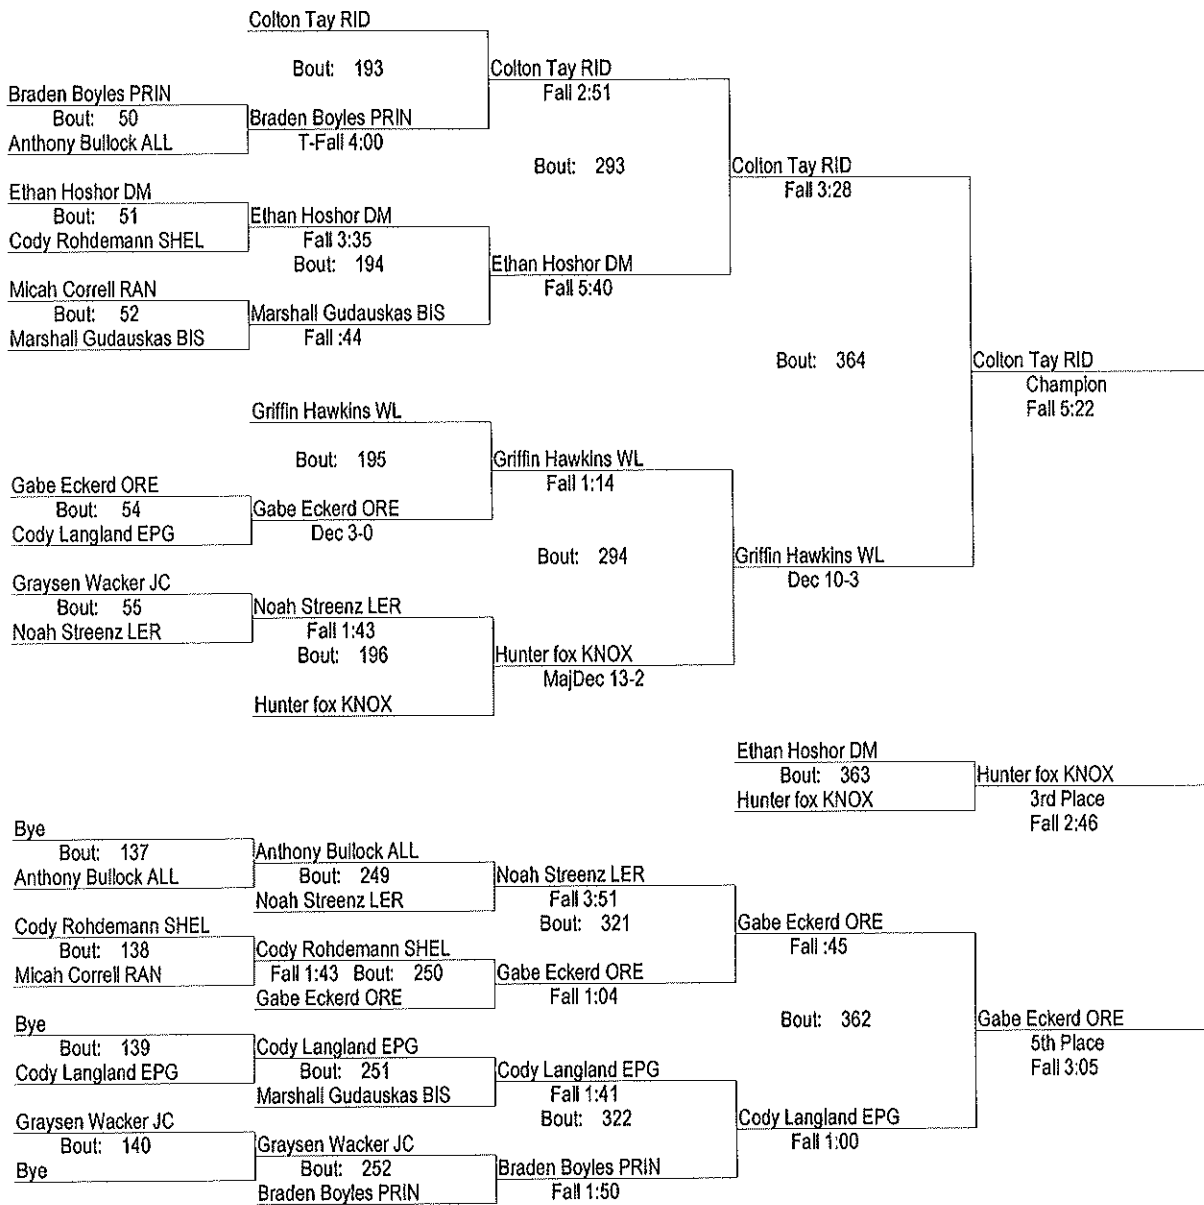 Colton Tay RID
Bout: 193
Colton Tay RID
Fall 2:51
Braden Boyles PRIN
Bout: 50
Anthony Bullock ALL
Braden Boyles PRIN
T-Fall 4:00
Bout: 293
Colton Tay RID
Fall 3:28
Ethan Hoshor DM
Bout: 51
Cody Rohdemann SHEL
Ethan Hoshor DM
Fall 3:35
Bout: 194
Ethan Hoshor DM
Fall 5:40
Micah Correll RAN
Bout: 52
Marshall Gudauskas BIS
Marshall Gudauskas BIS
Fall :44
Bout: 364
Colton Tay RID
Champion
Fall 5:22
Griffin Hawkins WL
Bout: 195
Griffin Hawkins WL
Fall 1:14
Gabe Eckerd ORE
Bout: 54
Cody Langland EPG
Gabe Eckerd ORE
Dec 3-0
Bout: 294
Griffin Hawkins WL
Dec 10-3
Graysen Wacker JC
Bout: 55
Noah Streenz LER
Noah Streenz LER
Fall 1:43
Bout: 196
Hunter fox KNOX
MajDec 13-2
Hunter fox KNOX
Ethan Hoshor DM
Bout: 363
Hunter fox KNOX
Hunter fox KNOX
3rd Place
Fall 2:46
Bye
Bout: 137
Anthony Bullock ALL
Anthony Bullock ALL
Bout: 249
Noah Streenz LER
Noah Streenz LER
Fall 3:51
Bout: 321
Gabe Eckerd ORE
Fall :45
Cody Rohdemann SHEL
Bout: 138
Micah Correll RAN
Cody Rohdemann SHEL
Fall 1:43 Bout: 250
Gabe Eckerd ORE
Gabe Eckerd ORE
Fall 1:04
Bout: 362
Gabe Eckerd ORE
5th Place
Fall 3:05
Bye
Bout: 139
Cody Langland EPG
Cody Langland EPG
Bout: 251
Marshall Gudauskas BIS
Cody Langland EPG
Fall 1:41
Bout: 322
Cody Langland EPG
Fall 1:00
Graysen Wacker JC
Bout: 140
Bye
Graysen Wacker JC
Bout: 252
Braden Boyles PRIN
Braden Boyles PRIN
Fall 1:50